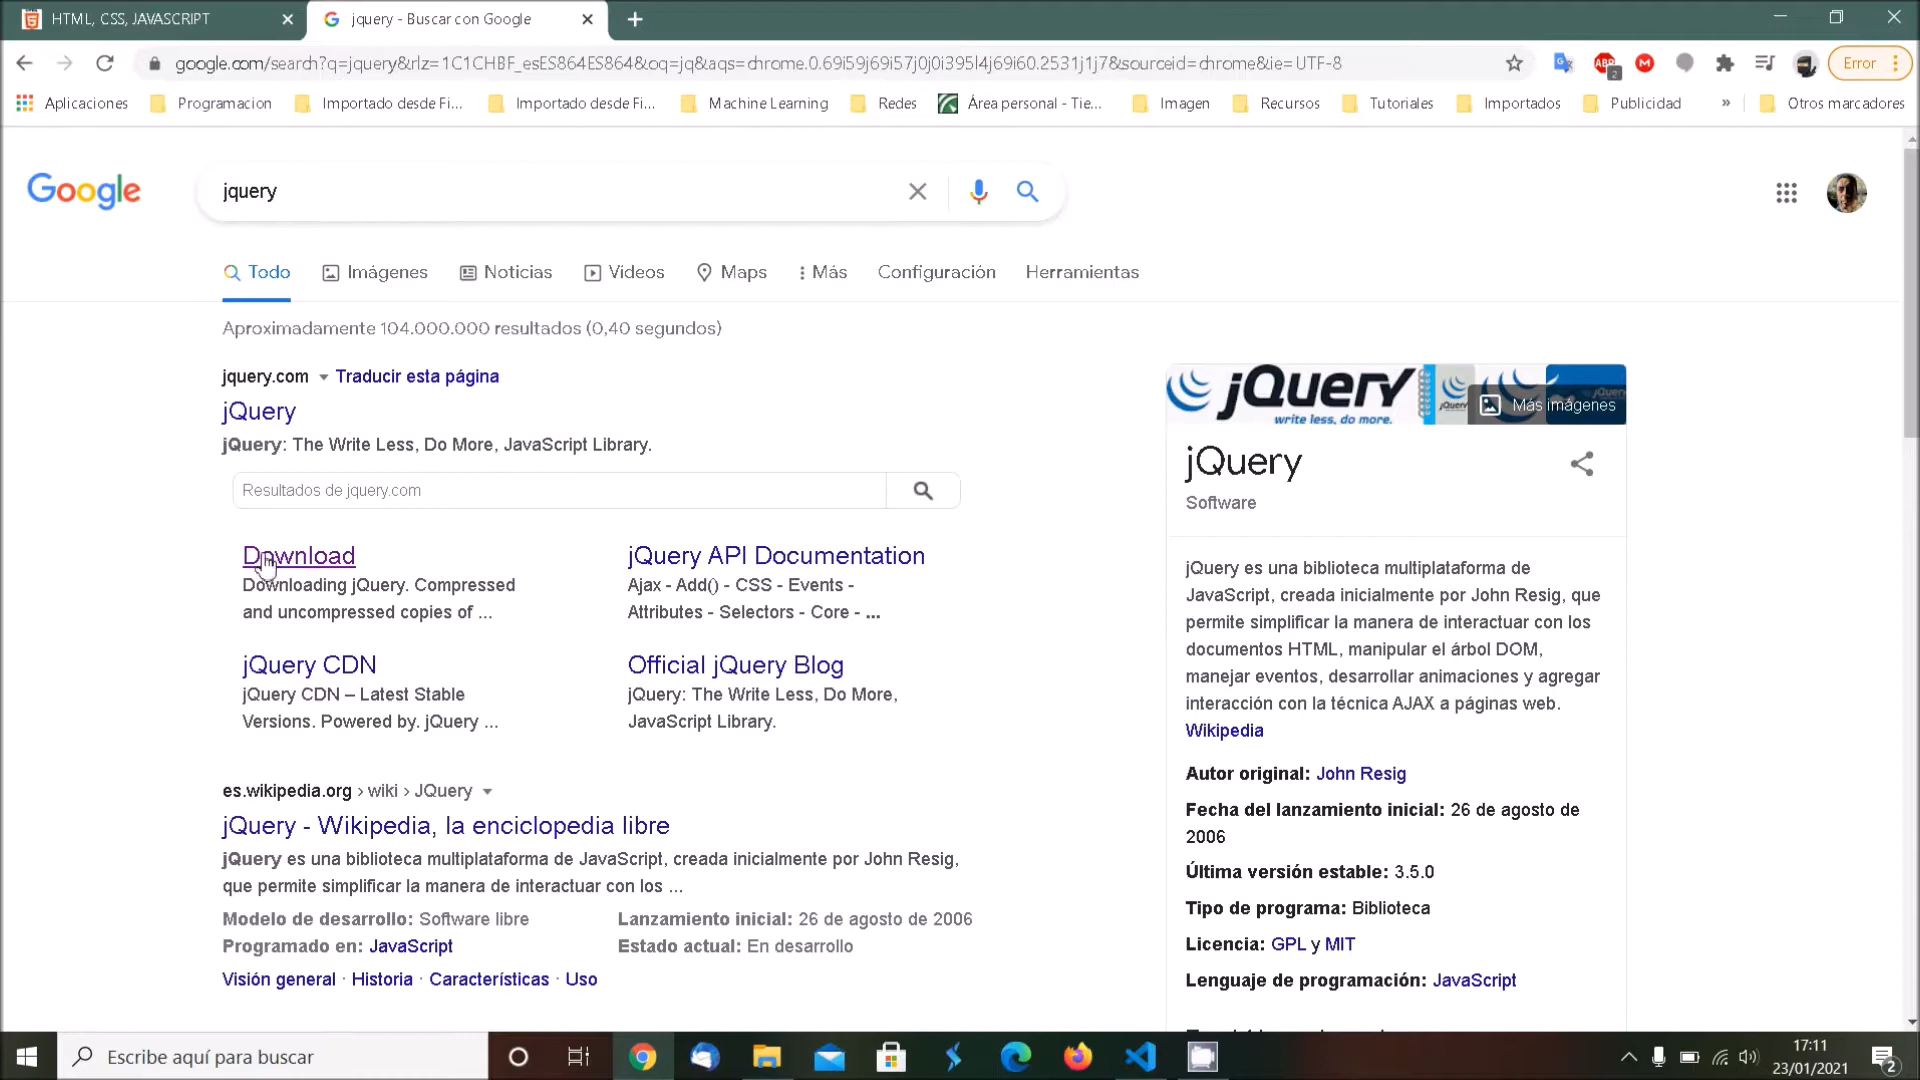 HTML, CSS, JAVASCRIPT
jquery - Buscar con Google
google.com/search?q=jquery&rlz=1C1CHBF_esES864ES864&oq=jq&aqs=chrome.0.69i59j69i57j0j0i395l4j69i60.2531j1j7&sourceid=chrome&ie=UTF-8
ABP
2
Error
Aplicaciones
Programacion
Importado desde Fi...
Importado desde Fi...
Machine Learning
Redes
Área personal - Tie...
Imagen
Recursos
Tutoriales
Importados
Publicidad
»
Otros marcadores
Google
jquery
Todo
Imágenes
Noticias
Vídeos
Maps
Más
Configuración
Herramientas
Aproximadamente 104.000.000 resultados (0,40 segundos)
jquery.com
Traducir esta página
jQuery
jQuery: The Write Less, Do More, JavaScript Library.
Resultados de jquery.com
Download
Downloading jQuery. Compressed
and uncompressed copies of ...
jQuery API Documentation
Ajax - Add() - CSS - Events -
Attributes - Selectors - Core - ...
jQuery CDN
jQuery CDN – Latest Stable
Versions. Powered by. jQuery ...
Official jQuery Blog
jQuery: The Write Less, Do More,
JavaScript Library.
es.wikipedia.org › wiki › JQuery
jQuery - Wikipedia, la enciclopedia libre
jQuery es una biblioteca multiplataforma de JavaScript, creada inicialmente por John Resig,
que permite simplificar la manera de interactuar con los ...
Modelo de desarrollo: Software libre
Lanzamiento inicial: 26 de agosto de 2006
Programado en: JavaScript
Estado actual: En desarrollo
Visión general · Historia · Características · Uso
jQuery
write less, do more.
jQuery
Más imágenes
jQuery
Software
jQuery es una biblioteca multiplataforma de
JavaScript, creada inicialmente por John Resig, que
permite simplificar la manera de interactuar con los
documentos HTML, manipular el árbol DOM,
manejar eventos, desarrollar animaciones y agregar
interacción con la técnica AJAX a páginas web.
Wikipedia
Autor original: John Resig
Fecha del lanzamiento inicial: 26 de agosto de
2006
Última versión estable: 3.5.0
Tipo de programa: Biblioteca
Licencia: GPL y MIT
Lenguaje de programación: JavaScript
Escribe aquí para buscar
17:11
23/01/2021
2